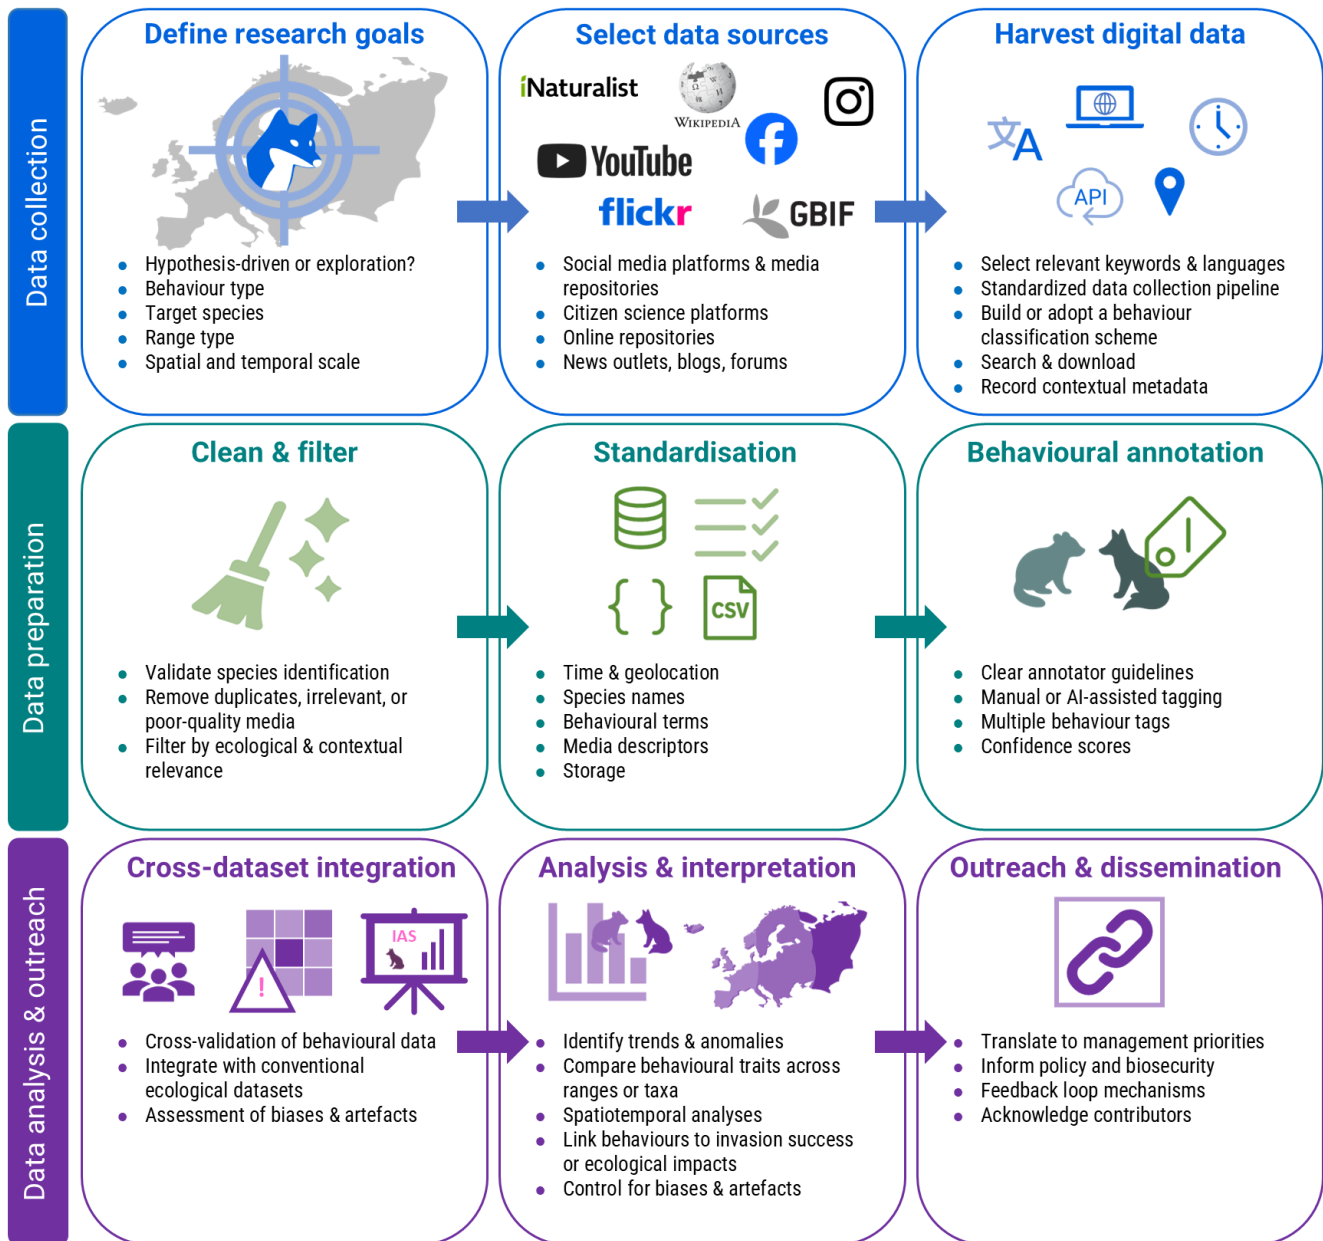 Data collection
Define research goals
• Hypothesis-driven or exploration?
• Behaviour type
• Target species
• Range type
• Spatial and temporal scale
Select data sources
iNaturalist
WIKIPEDIA
YouTube
flickr
GBIF
• Social media platforms & media
repositories
• Citizen science platforms
• Online repositories
• News outlets, blogs, forums
Harvest digital data
文A
API
• Select relevant keywords & languages
• Standardized data collection pipeline
• Build or adopt a behaviour
classification scheme
• Search & download
• Record contextual metadata
Data preparation
Clean & filter
• Validate species identification
• Remove duplicates, irrelevant, or
poor-quality media
• Filter by ecological & contextual
relevance
Standardisation
{ }
CSV
• Time & geolocation
• Species names
• Behavioural terms
• Media descriptors
• Storage
Behavioural annotation
• Clear annotator guidelines
• Manual or AI-assisted tagging
• Multiple behaviour tags
• Confidence scores
Data analysis & outreach
Cross-dataset integration
!
IAS
• Cross-validation of behavioural data
• Integrate with conventional
ecological datasets
• Assessment of biases & artefacts
Analysis & interpretation
• Identify trends & anomalies
• Compare behavioural traits across
ranges or taxa
• Spatiotemporal analyses
• Link behaviours to invasion success
or ecological impacts
• Control for biases & artefacts
Outreach & dissemination
• Translate to management priorities
• Inform policy and biosecurity
• Feedback loop mechanisms
• Acknowledge contributors